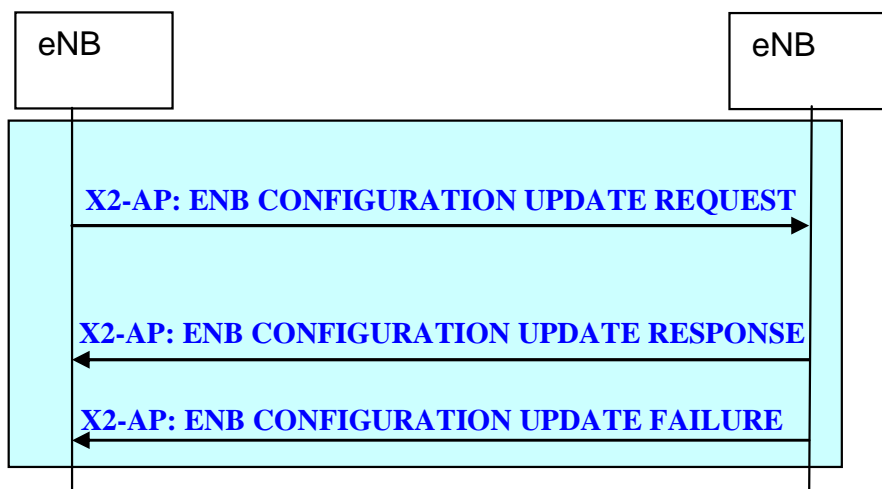 eNB
eNB
X2-AP: ENB CONFIGURATION UPDATE REQUEST
X2-AP: ENB CONFIGURATION UPDATE RESPONSE
X2-AP: ENB CONFIGURATION UPDATE FAILURE